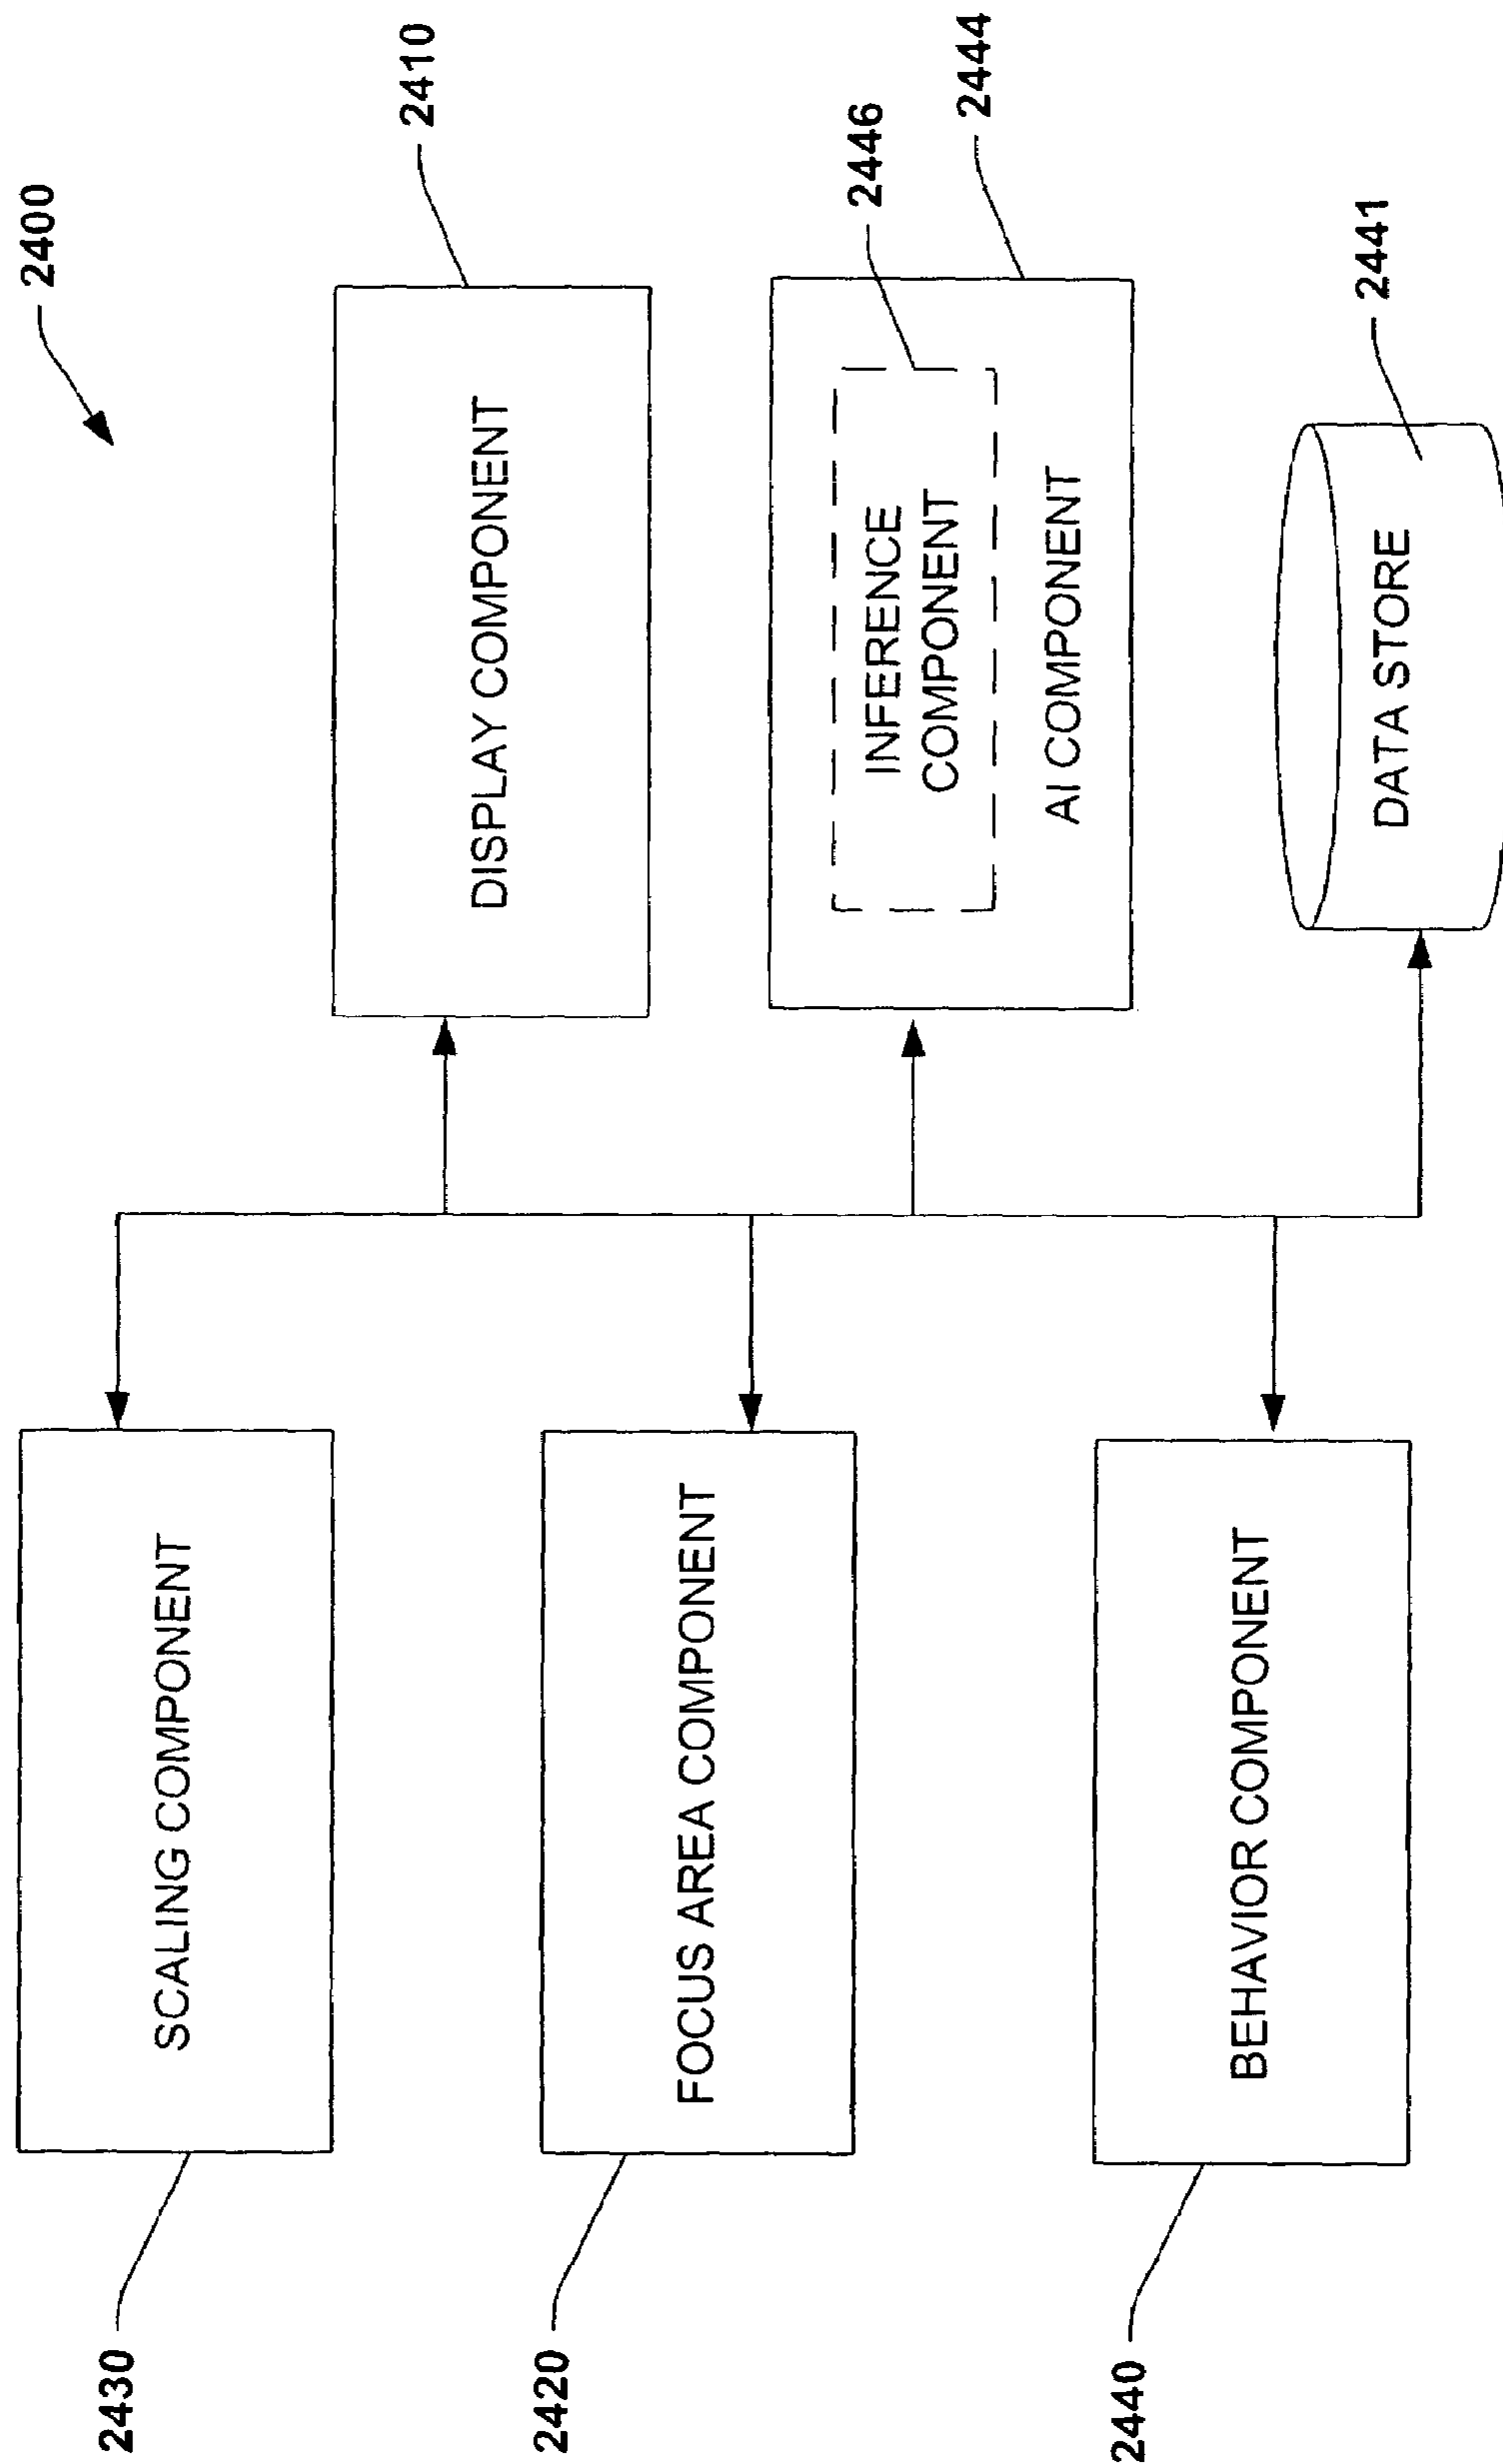 2400
2430
SCALING COMPONENT
DISPLAY COMPONENT
2410
2420
FOCUS AREA COMPONENT
INFERENCE
COMPONENT
AI COMPONENT
2446
2444
2440
BEHAVIOR COMPONENT
DATA STORE
2441